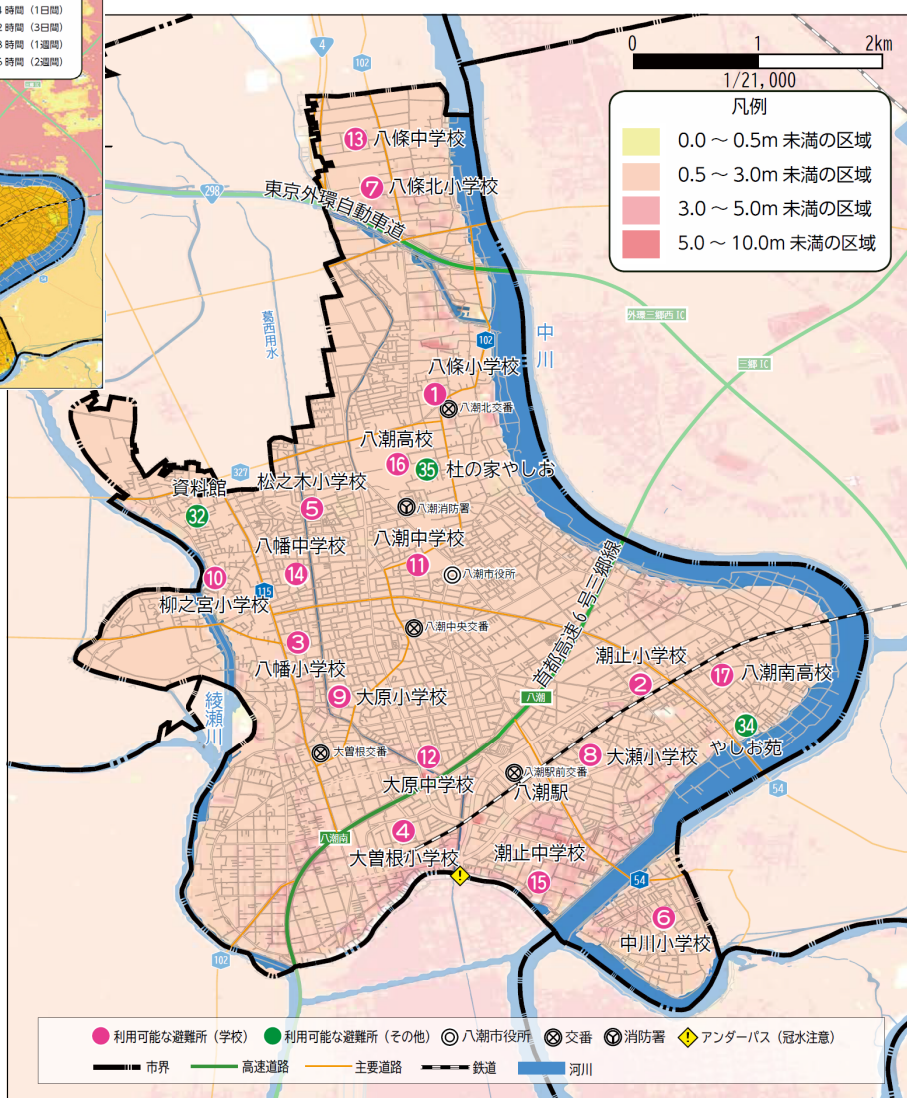 時間（1日間）
時間（3日間）
時間（1週間）
時間（2週間）
0 1 2km
1/21,000
凡例
0.0～0.5m 未満の区域
0.5～3.0m 未満の区域
3.0～5.0m 未満の区域
5.0～10.0m 未満の区域
4
102
13 八條中学校
7 八條北小学校
298
東京外環自動車道
外環三郷西IC
三郷IC
葛西用水
中川
102
八條小学校
1
八潮北交番
八潮高校
16
35 杜の家やしお
327
資料館
32
松之木小学校
5
八潮消防署
八幡中学校
14
八潮中学校
11
八潮市役所
10
柳之宮小学校
115
八潮中央交番
首都高速6号三郷線
3
八幡小学校
潮止小学校
2
17 八潮南高校
9 大原小学校
八潮
綾瀬川
34
やしお苑
大曽根交番
12
大原中学校
8 大瀬小学校
八潮駅前交番
八潮駅
54
八潮南
4
大曽根小学校
潮止中学校
15
54
6
中川小学校
102
利用可能な避難所（学校） 利用可能な避難所（その他） 八潮市役所 交番 消防署 アンダーパス（冠水注意）
市界 高速道路 主要道路 鉄道 河川